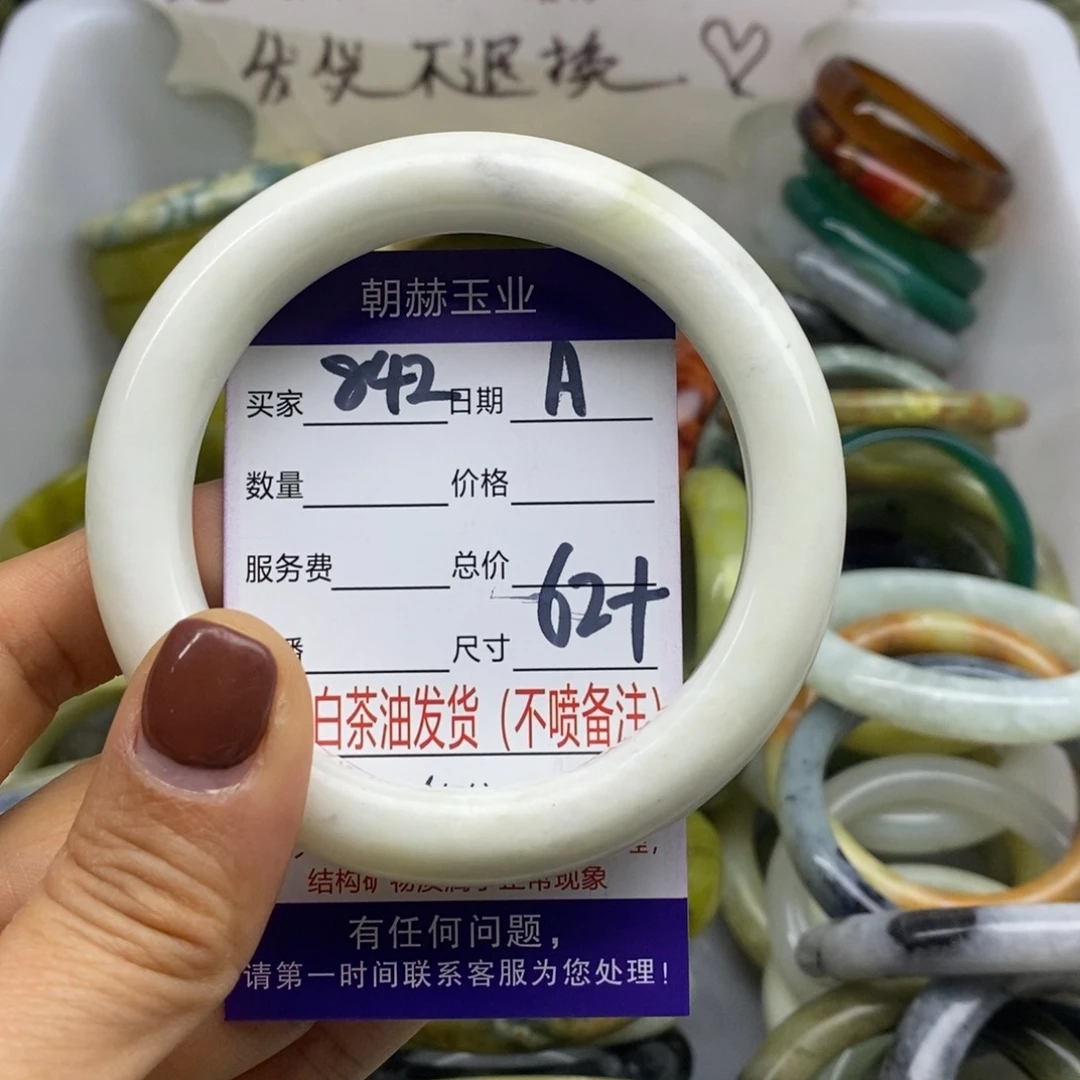 不退换
朝赫玉业
买家 842 日期 A
数量 价格
服务费 总价
尺寸 62+
白茶油发货（不喷备注）
结构矿物质属于正常现象
有任何问题，
请第一时间联系客服为您处理！